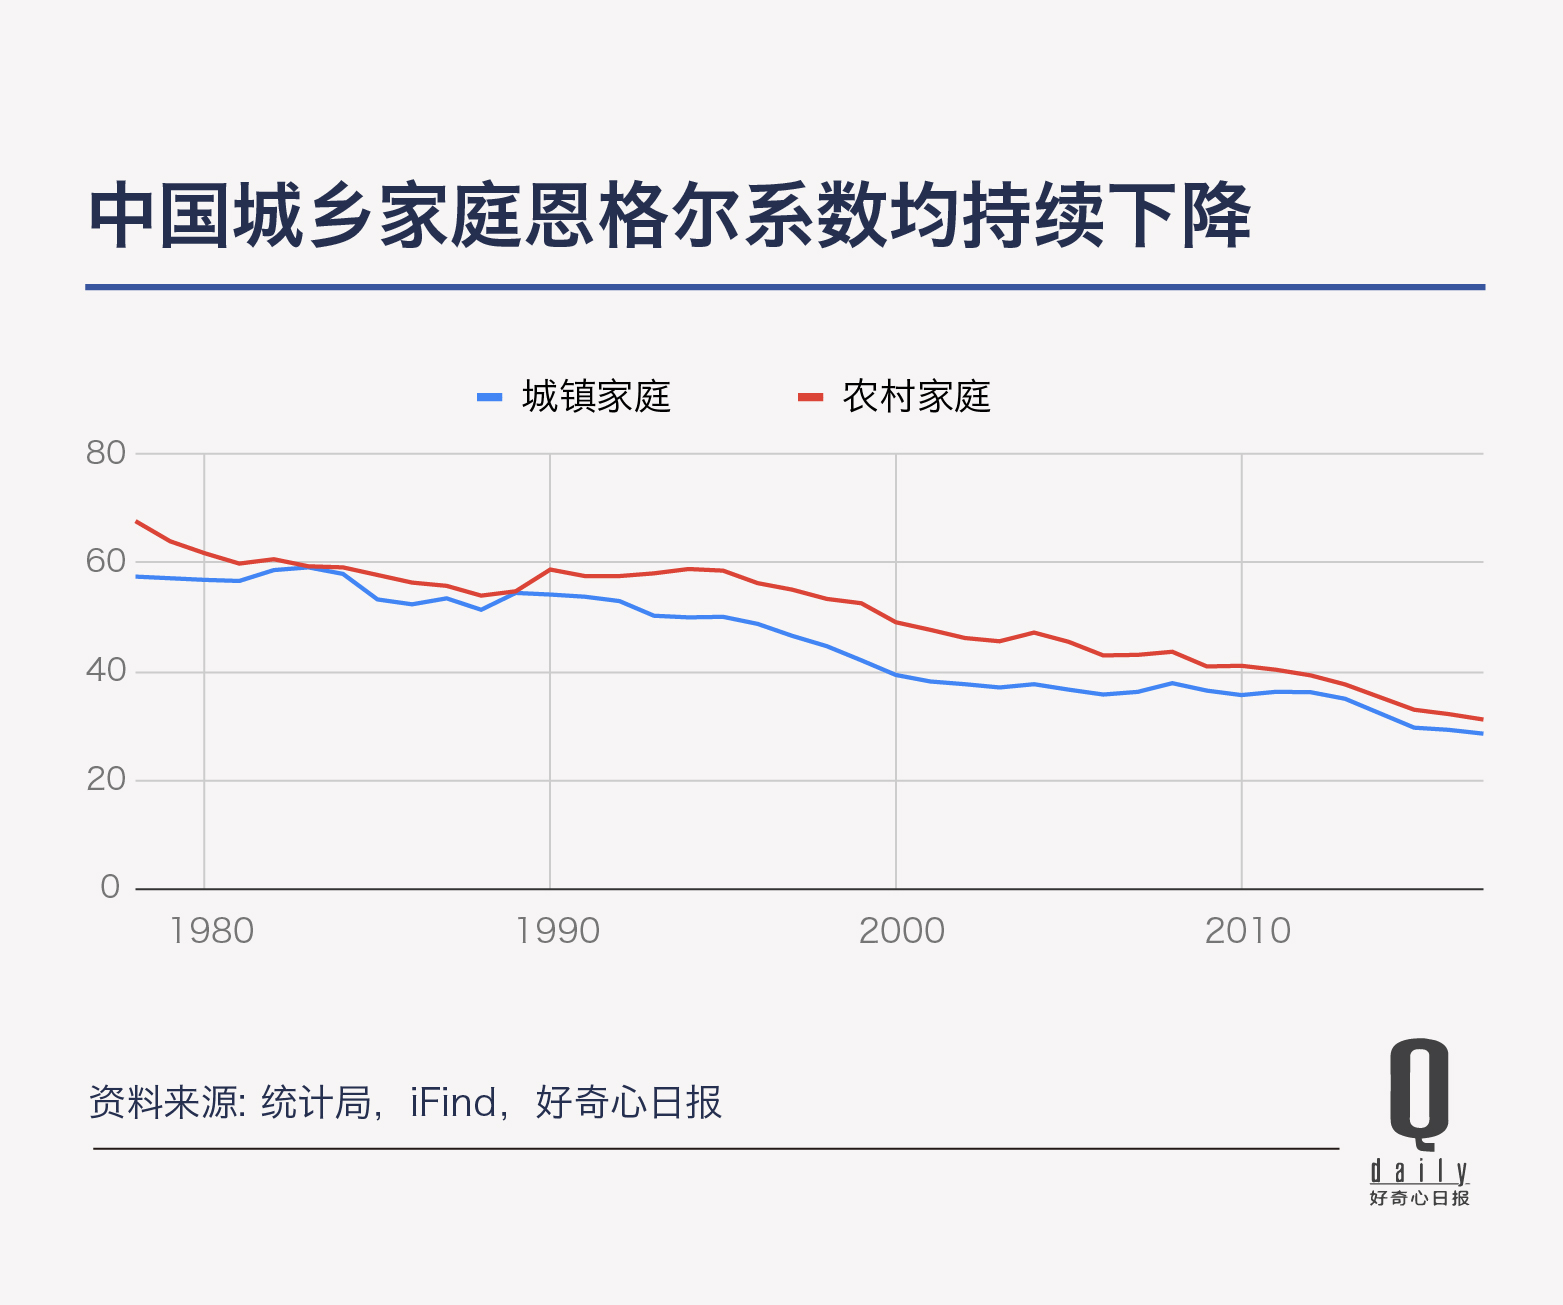 中国城乡家庭恩格尔系数均持续下降
城镇家庭 农村家庭
80
60
40
20
0
1980 1990 2000 2010
资料来源: 统计局，iFind，好奇心日报
Q
daily
好奇心日报